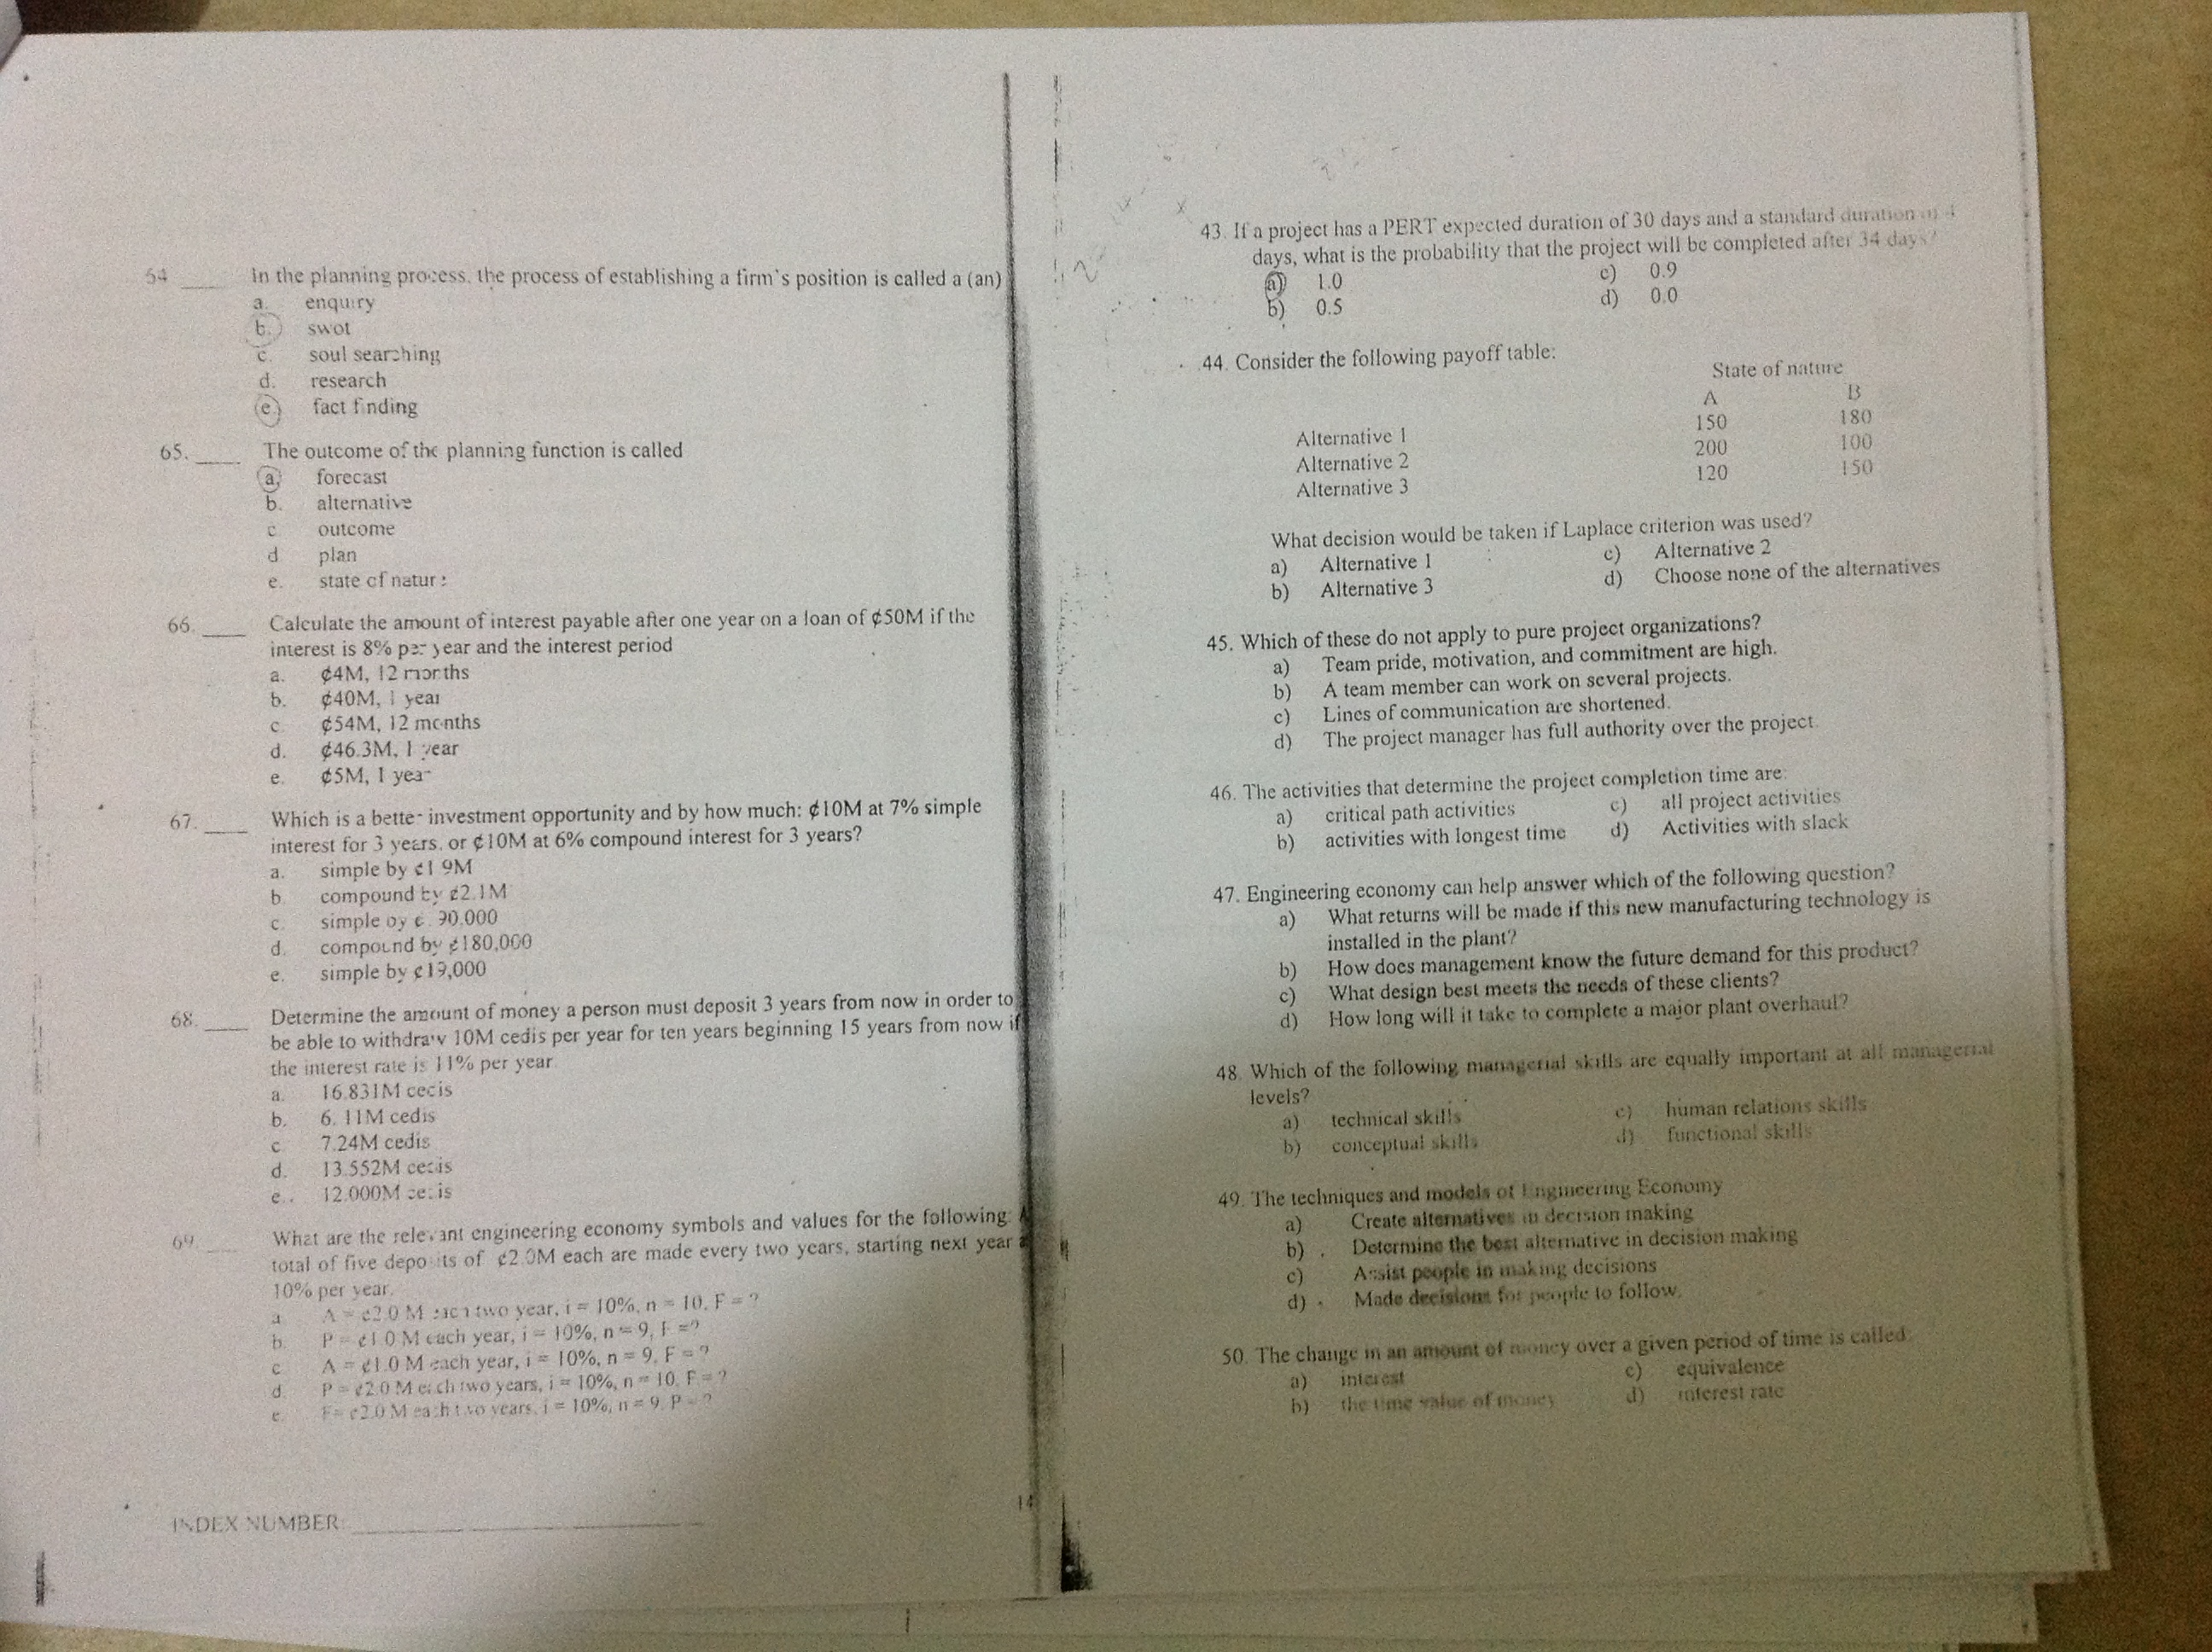 54 ____ In the planning process, the process of establishing a firm's position is called a (an)
a. enquiry
b. swot
c. soul searching
d. research
e. fact finding
65. ____ The outcome of the planning function is called
a. forecast
b. alternative
c outcome
d plan
e. state of nature
66. ____ Calculate the amount of interest payable after one year on a loan of ¢50M if the
interest is 8% per year and the interest period
a. ¢4M, 12 months
b. ¢40M, 1 year
c ¢54M, 12 months
d. ¢46.3M, 1 year
e. ¢5M, 1 year
67. ____ Which is a better investment opportunity and by how much: ¢10M at 7% simple
interest for 3 years, or ¢10M at 6% compound interest for 3 years?
a. simple by ¢1 9M
b compound by ¢2.1M
c. simple by ¢ 90,000
d. compound by ¢180,000
e. simple by ¢19,000
68. ____ Determine the amount of money a person must deposit 3 years from now in order to
be able to withdraw 10M cedis per year for ten years beginning 15 years from now if
the interest rate is 11% per year
a. 16.831M cedis
b. 6. 11M cedis
c 7.24M cedis
d. 13.552M cedis
e. 12.000M cedis
69. ____ What are the relevant engineering economy symbols and values for the following: A
total of five deposits of ¢2.0M each are made every two years, starting next year
10% per year.
a A = ¢2.0 M each two year, i = 10%, n = 10, F = ?
b. P = ¢1.0 M each year, i = 10%, n = 9, F = ?
c A = ¢1.0 M each year, i = 10%, n = 9, F = ?
d. P = ¢2.0 M each two years, i = 10%, n = 10, F = ?
e. F= ¢2.0 M each two years, i = 10%, n = 9, P = ?
INDEX NUMBER: ____
14
43. If a project has a PERT expected duration of 30 days and a standard duration of 4
days, what is the probability that the project will be completed after 34 days?
a) 1.0 c) 0.9
b) 0.5 d) 0.0
44. Consider the following payoff table:
State of nature
A B
Alternative 1 150 180
Alternative 2 200 100
Alternative 3 120 150
What decision would be taken if Laplace criterion was used?
a) Alternative 1 c) Alternative 2
b) Alternative 3 d) Choose none of the alternatives
45. Which of these do not apply to pure project organizations?
a) Team pride, motivation, and commitment are high.
b) A team member can work on several projects.
c) Lines of communication are shortened.
d) The project manager has full authority over the project.
46. The activities that determine the project completion time are:
a) critical path activities c) all project activities
b) activities with longest time d) Activities with slack
47. Engineering economy can help answer which of the following question?
a) What returns will be made if this new manufacturing technology is
installed in the plant?
b) How does management know the future demand for this product?
c) What design best meets the needs of these clients?
d) How long will it take to complete a major plant overhaul?
48. Which of the following managerial skills are equally important at all managerial
levels?
a) technical skills c) human relations skills
b) conceptual skills d) functional skills
49. The techniques and models of Engineering Economy
a) Create alternatives in decision making
b) Determine the best alternative in decision making
c) Assist people in making decisions
d) Made decisions for people to follow.
50. The change in an amount of money over a given period of time is called:
a) interest c) equivalence
b) the time value of money d) interest rate